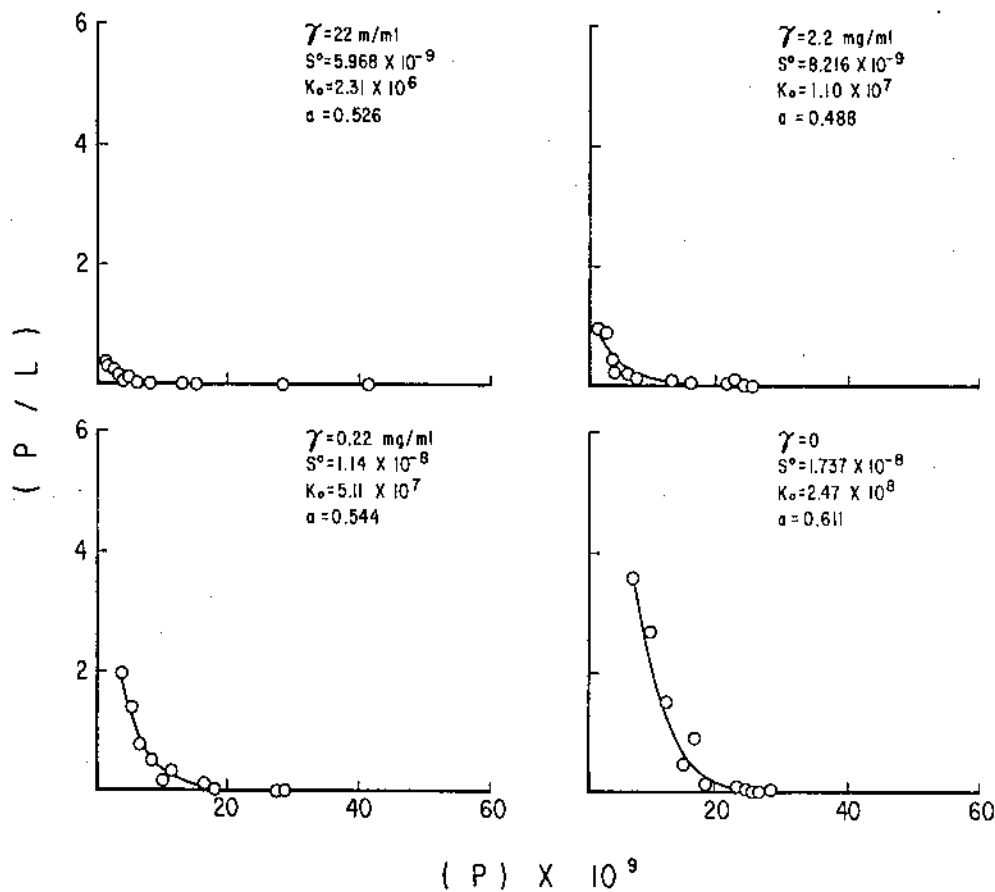 6
4
2
( P / L )
γ=22 m/ml
S°=5.968 X 10⁻⁹
K₀=2.31 X 10⁶
a =0.526
γ=2.2 mg/ml
S°=8.216 X 10⁻⁹
K₀=1.10 X 10⁷
a =0.488
6
4
2
20
40
60
γ=0.22 mg/ml
S°=1.14 X 10⁻⁸
K₀=5.11 X 10⁷
a =0.544
γ=0
S°=1.737 X 10⁻⁸
K₀=2.47 X 10⁸
a =0.611
20
40
60
( P ) X 10⁹